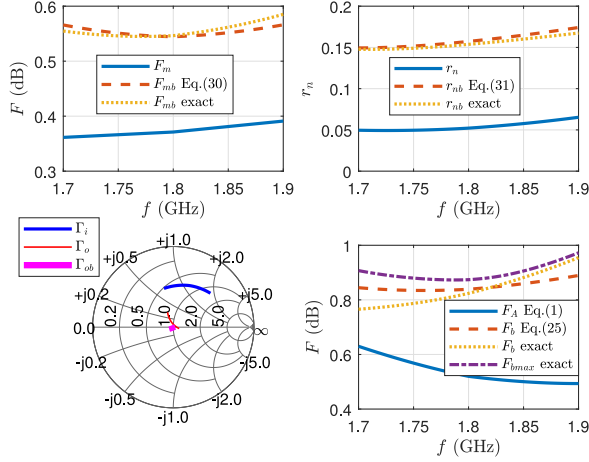 0.6
0.5
0.4
0.3
F (dB)
F_m
F_mb Eq.(30)
F_mb exact
1.7 1.75 1.8 1.85 1.9
f (GHz)
0.2
0.15
0.1
0.05
0
r_n
r_n
r_nb Eq.(31)
r_nb exact
1.7 1.75 1.8 1.85 1.9
f (GHz)
Γ_i
Γ_o
Γ_ob
+j1.0
+j0.5 +j2.0
+j0.2 +j5.0
0.0 0.2 1.0 2.0 5.0 ∞
-j0.2 -j5.0
-j0.5 -j2.0
-j1.0
1
0.8
0.6
0.4
F (dB)
F_A Eq.(1)
F_b Eq.(25)
F_b exact
F_bmax exact
1.7 1.75 1.8 1.85 1.9
f (GHz)